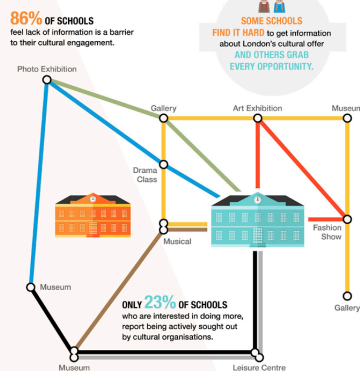 86% OF SCHOOLS
feel lack of information is a barrier
to their cultural engagement.
SOME SCHOOLS
FIND IT HARD to get information
about London's cultural offer
AND OTHERS GRAB
EVERY OPPORTUNITY.
Photo Exhibition
Gallery
Art Exhibition
Museum
Drama
Class
Musical
Fashion
Show
Museum
ONLY 23% OF SCHOOLS
who are interested in doing more,
report being actively sought out
by cultural organisations.
Gallery
Museum
Leisure Centre